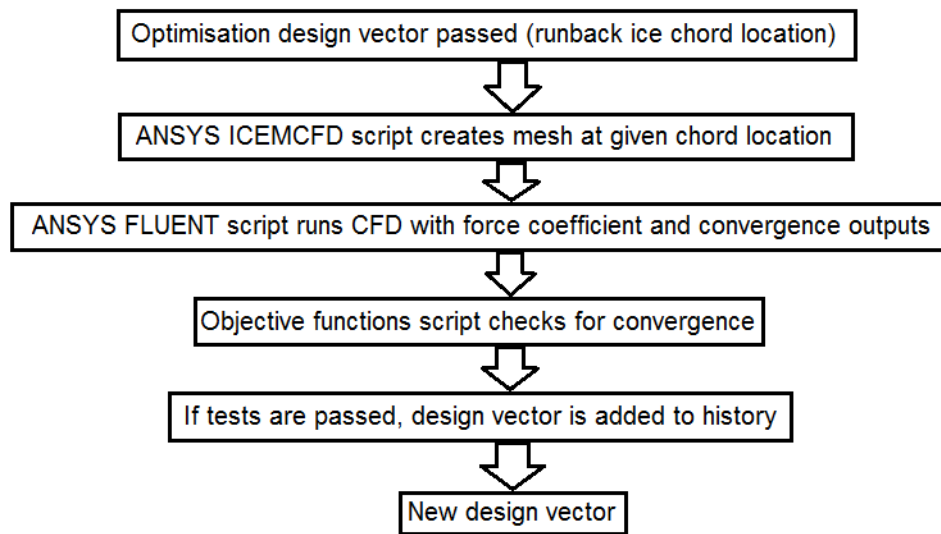 Optimisation design vector passed (runback ice chord location)
ANSYS ICEMCFD script creates mesh at given chord location
ANSYS FLUENT script runs CFD with force coefficient and convergence outputs
Objective functions script checks for convergence
If tests are passed, design vector is added to history
New design vector